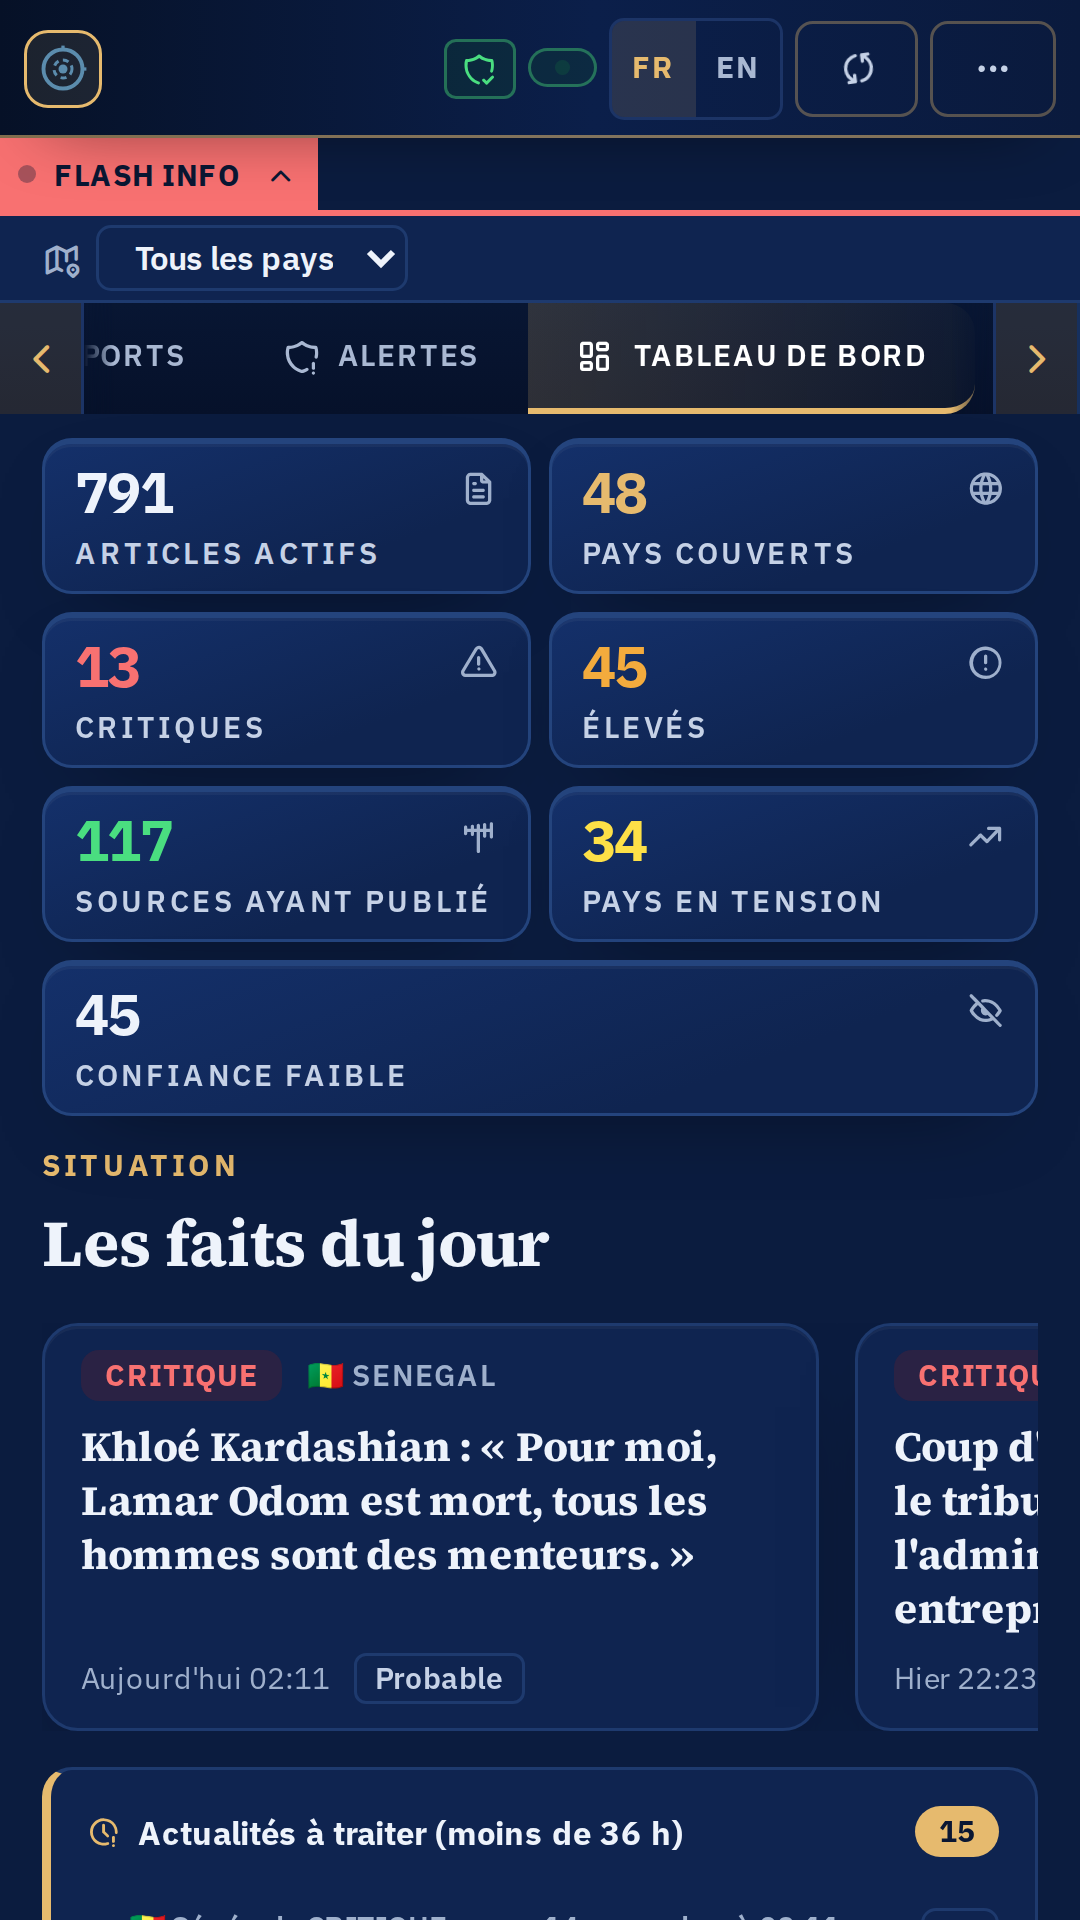 FR
EN
FLASH INFO
Tous les pays
PORTS
ALERTES
TABLEAU DE BORD
791
ARTICLES ACTIFS
48
PAYS COUVERTS
13
CRITIQUES
45
ÉLEVÉS
117
SOURCES AYANT PUBLIÉ
34
PAYS EN TENSION
45
CONFIANCE FAIBLE
SITUATION
Les faits du jour
CRITIQUE
SENEGAL
Khloé Kardashian : « Pour moi,
Lamar Odom est mort, tous les
hommes sont des menteurs. »
Aujourd'hui 02:11
Probable
CRITIQU
Coup d'
le tribu
l'admin
entrepr
Hier 22:23
Actualités à traiter (moins de 36 h)
15